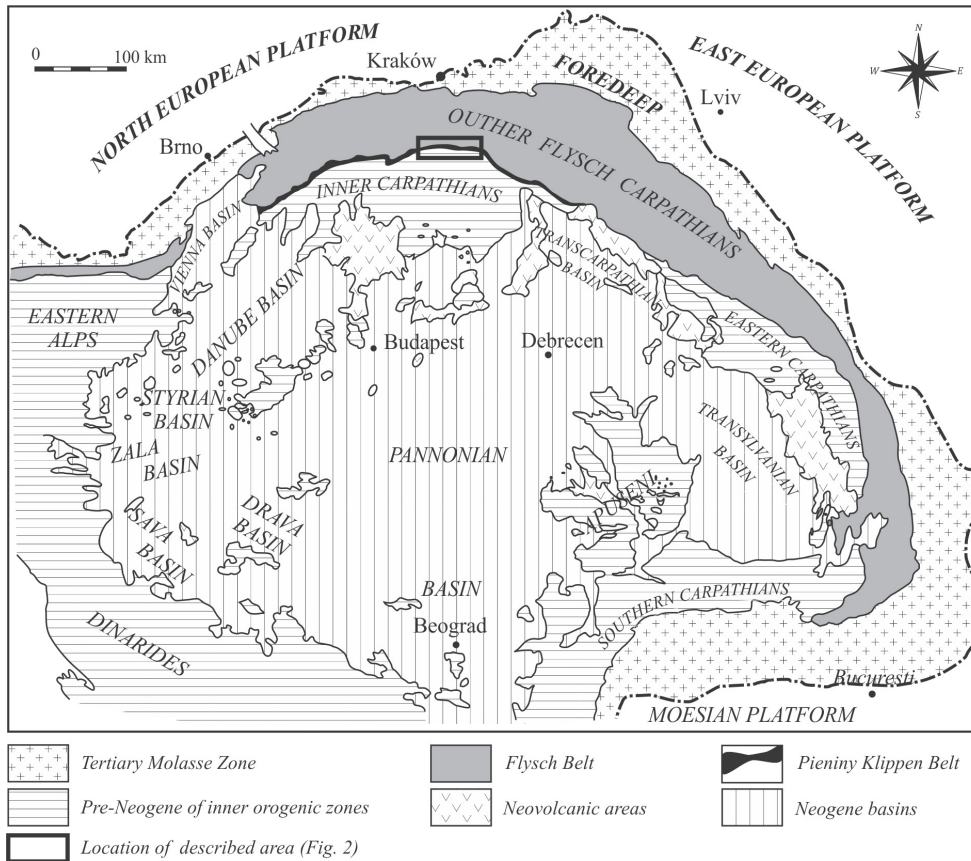 0 100 km
NORTH EUROPEAN PLATFORM
Kraków
FOREDEEP
EAST EUROPEAN PLATFORM
N
W E
S
Lviv
Brno
OUTHER FLYSCH CARPATHIANS
INNER CARPATHIANS
VIENNA BASIN
TRANSCARPATHIAN
BASIN
DANUBE BASIN
EASTERN
ALPS
Budapest
Debrecen
EASTERN CARPATHIANS
STYRIAN
BASIN
TRANSYLVANIAN
BASIN
ZALA
BASIN
PANNONIAN
APUSENI
SAVA
BASIN
DRAVA
BASIN
BASIN
Beograd
SOUTHERN CARPATHIANS
DINARIDES
Bucuresti
MOESIAN PLATFORM
Tertiary Molasse Zone
Flysch Belt
Pieniny Klippen Belt
Pre-Neogene of inner orogenic zones
Neovolcanic areas
Neogene basins
Location of described area (Fig. 2)